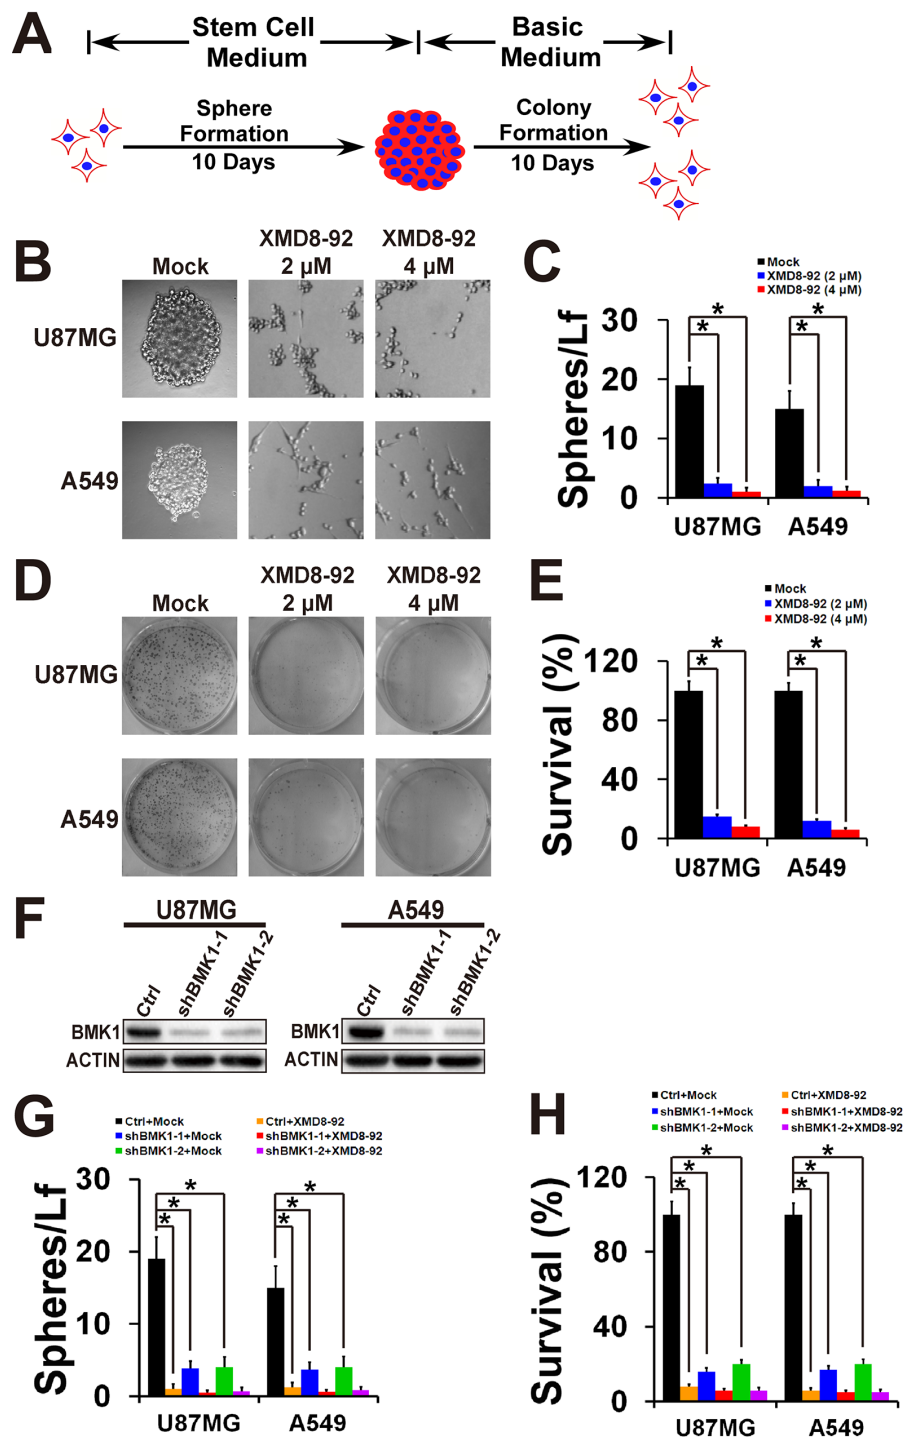 A
Stem Cell
Medium
Basic
Medium
Sphere
Formation
10 Days
Colony
Formation
10 Days
B
Mock
XMD8-92
2 µM
XMD8-92
4 µM
U87MG
A549
C
Mock
XMD8-92 (2 µM)
XMD8-92 (4 µM)
Spheres/Lf
30
20
10
0
* * * *
U87MG A549
D
Mock
XMD8-92
2 µM
XMD8-92
4 µM
U87MG
A549
E
Mock
XMD8-92 (2 µM)
XMD8-92 (4 µM)
Survival (%)
120
80
40
0
* * * *
U87MG A549
F
U87MG
Ctrl shBMK1-1 shBMK1-2
BMK1
ACTIN
A549
Ctrl shBMK1-1 shBMK1-2
BMK1
ACTIN
G
Ctrl+Mock Ctrl+XMD8-92
shBMK1-1+Mock shBMK1-1+XMD8-92
shBMK1-2+Mock shBMK1-2+XMD8-92
Spheres/Lf
30
20
10
0
* * * * * *
U87MG A549
H
Ctrl+Mock Ctrl+XMD8-92
shBMK1-1+Mock shBMK1-1+XMD8-92
shBMK1-2+Mock shBMK1-2+XMD8-92
Survival (%)
120
80
40
0
* * * * * *
U87MG A549